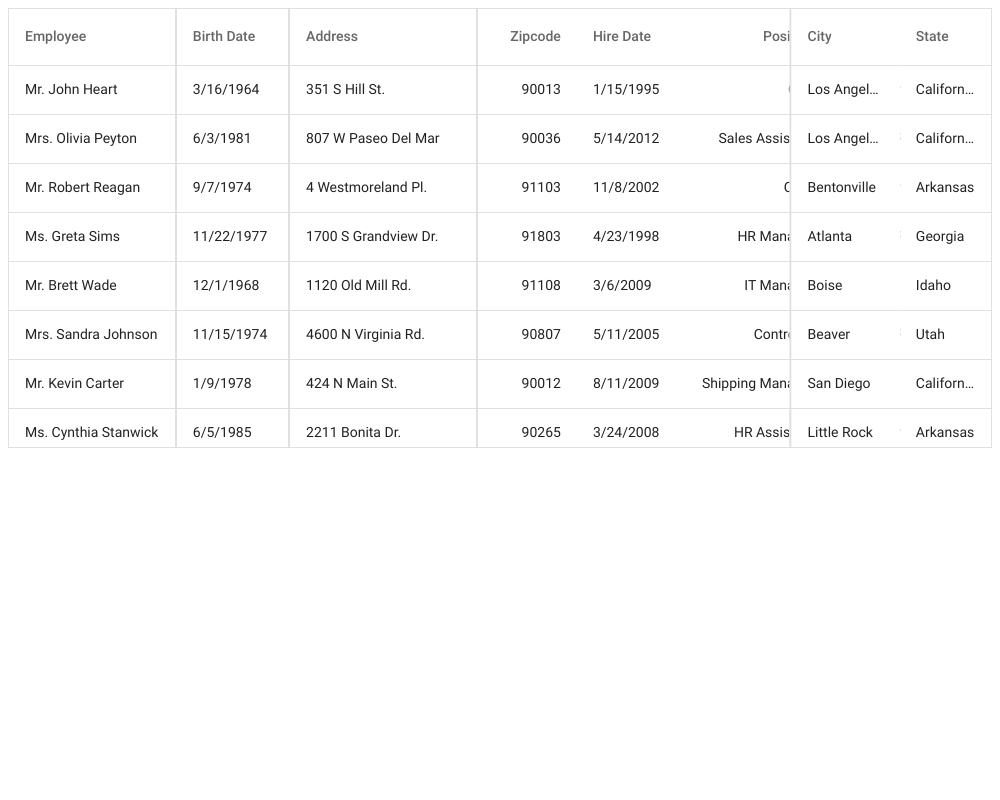 Employee Birth Date Address Zipcode Hire Date Posi City State
Mr. John Heart 3/16/1964 351 S Hill St. 90013 1/15/1995 Los Angel... Californ...
Mrs. Olivia Peyton 6/3/1981 807 W Paseo Del Mar 90036 5/14/2012 Sales Assis Los Angel... Californ...
Mr. Robert Reagan 9/7/1974 4 Westmoreland Pl. 91103 11/8/2002 Bentonville Arkansas
Ms. Greta Sims 11/22/1977 1700 S Grandview Dr. 91803 4/23/1998 HR Mana Atlanta Georgia
Mr. Brett Wade 12/1/1968 1120 Old Mill Rd. 91108 3/6/2009 IT Mana Boise Idaho
Mrs. Sandra Johnson 11/15/1974 4600 N Virginia Rd. 90807 5/11/2005 Contro Beaver Utah
Mr. Kevin Carter 1/9/1978 424 N Main St. 90012 8/11/2009 Shipping Mana San Diego Californ...
Ms. Cynthia Stanwick 6/5/1985 2211 Bonita Dr. 90265 3/24/2008 HR Assis Little Rock Arkansas